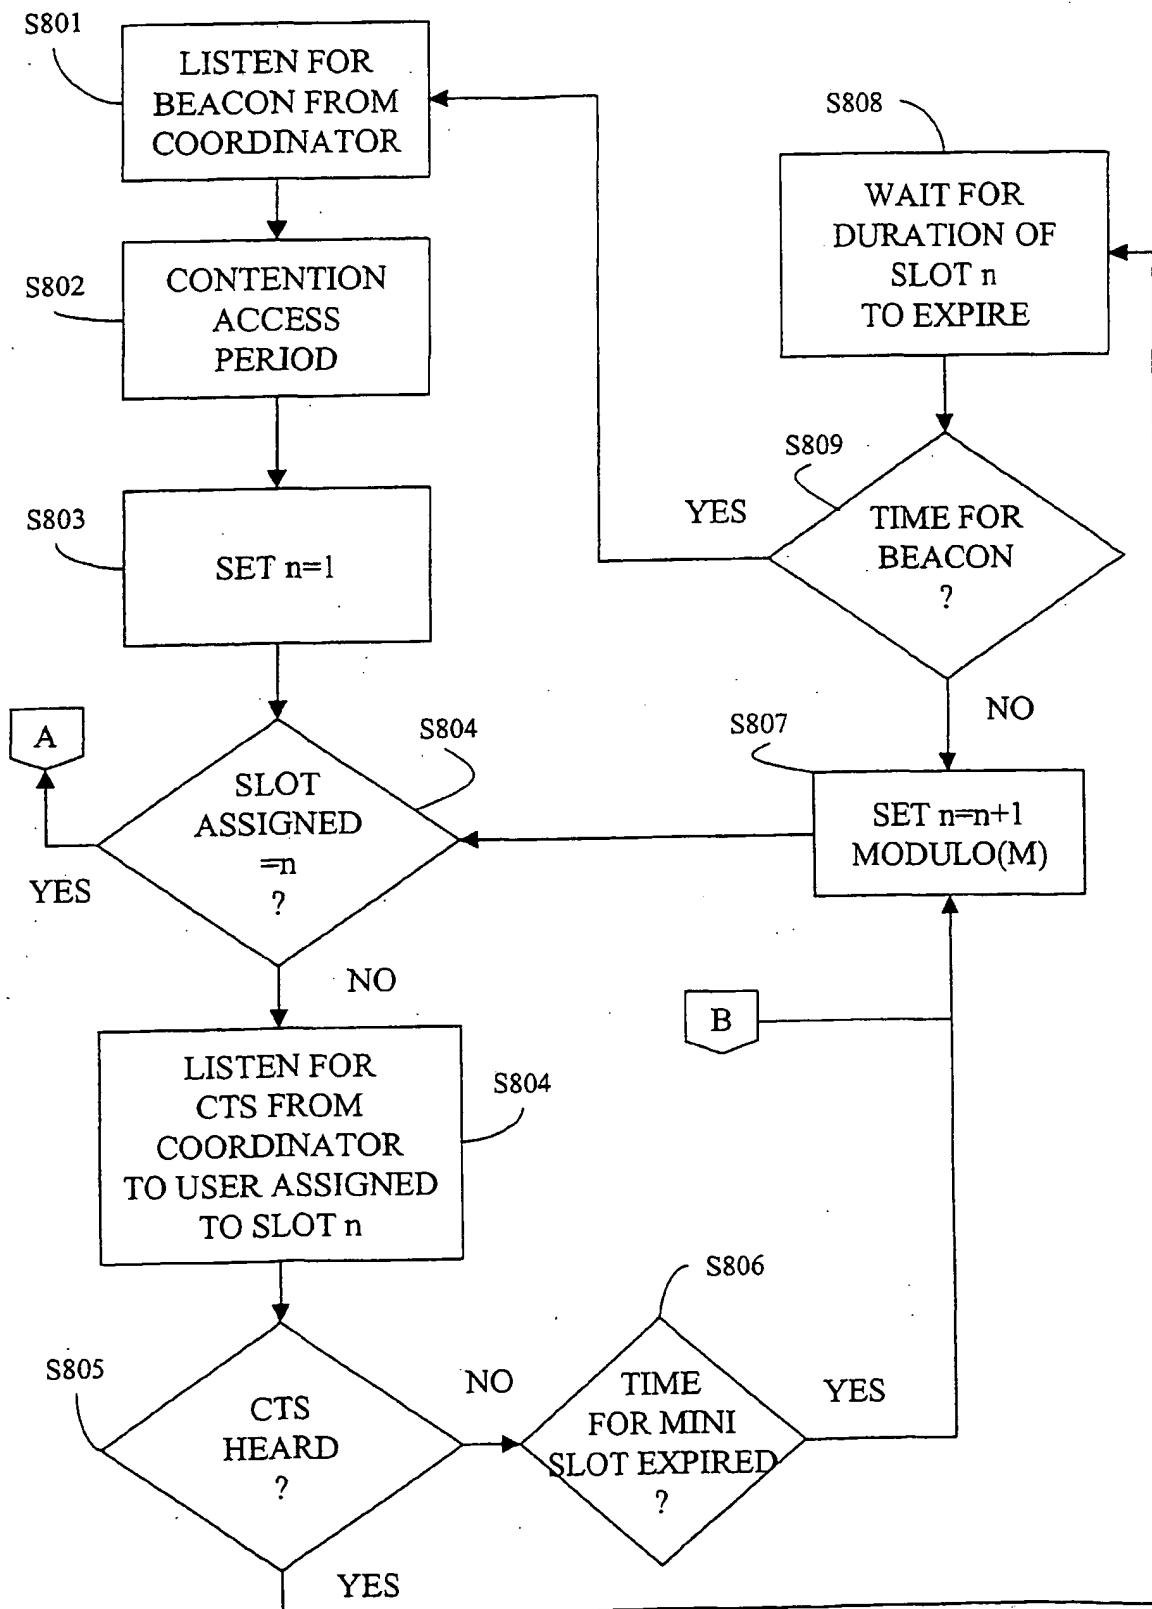 S801
LISTEN FOR
BEACON FROM
COORDINATOR
S802
CONTENTION
ACCESS
PERIOD
S803
SET n=1
A
S804
SLOT
ASSIGNED
=n
?
YES
NO
LISTEN FOR
CTS FROM
COORDINATOR
TO USER ASSIGNED
TO SLOT n
S804
S805
CTS
HEARD
?
NO
YES
S806
TIME
FOR MINI
SLOT EXPIRED
?
YES
B
S807
SET n=n+1
MODULO(M)
S808
WAIT FOR
DURATION OF
SLOT n
TO EXPIRE
S809
TIME FOR
BEACON
?
YES
NO